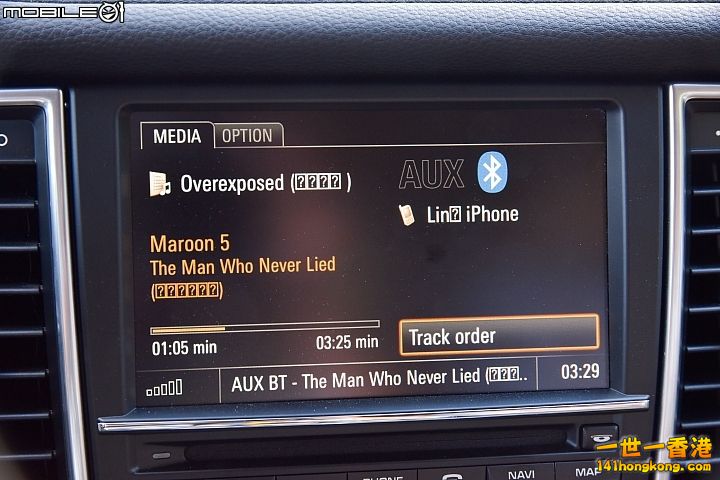 MOBILE01
MEDIA
OPTION
Overexposed (□□□□ )
AUX
Lin□ iPhone
Maroon 5
The Man Who Never Lied
(□□□□□□)
01:05 min
03:25 min
Track order
AUX BT - The Man Who Never Lied (□□□..
03:29
PHONE
NAVI
MAP
一世一香港
141hongkong.com